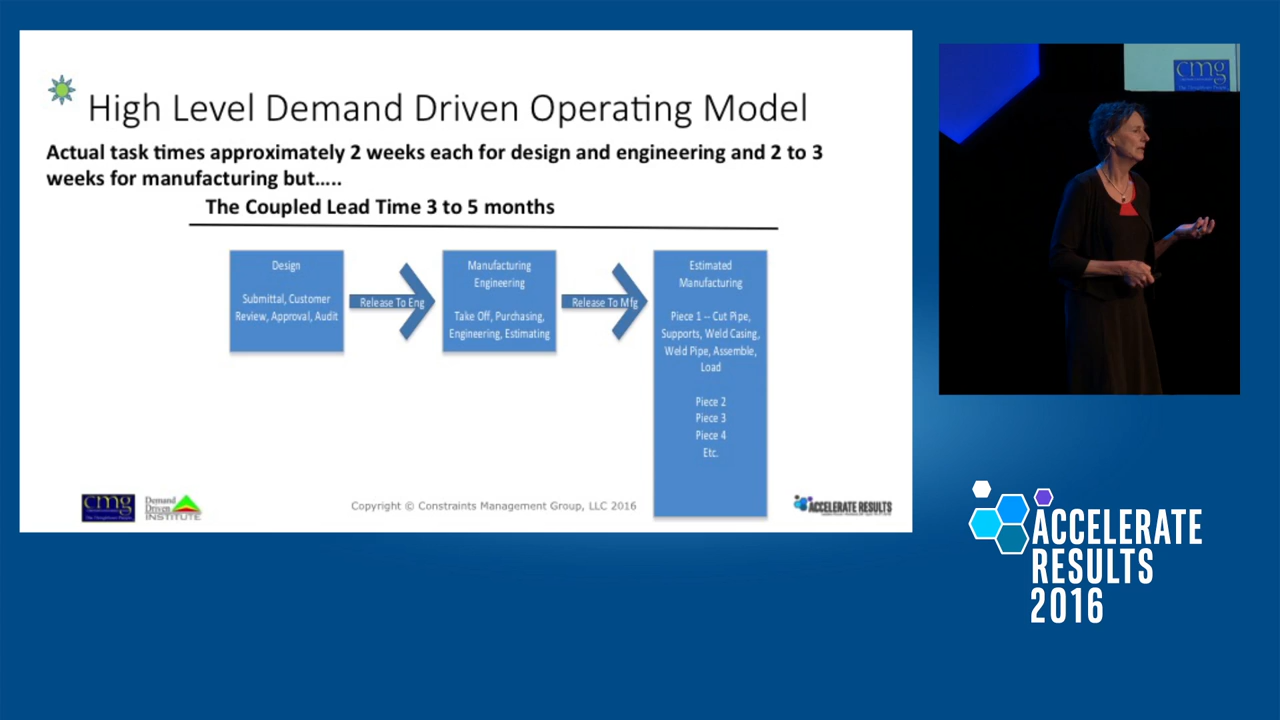 High Level Demand Driven Operating Model
Actual task times approximately 2 weeks each for design and engineering and 2 to 3
weeks for manufacturing but.....
The Coupled Lead Time 3 to 5 months
Design
Submittal, Customer
Review, Approval, Audit
Release To Eng
Manufacturing
Engineering
Take Off, Purchasing,
Engineering, Estimating
Release To Mfg
Estimated
Manufacturing
Piece 1 -- Cut Pipe,
Supports, Weld Casing,
Weld Pipe, Assemble,
Load
Piece 2
Piece 3
Piece 4
Etc.
cmg
Demand
Driven
INSTITUTE
Copyright © Constraints Management Group, LLC 2016
ACCELERATE RESULTS
cmg
ACCELERATE
RESULTS
2016